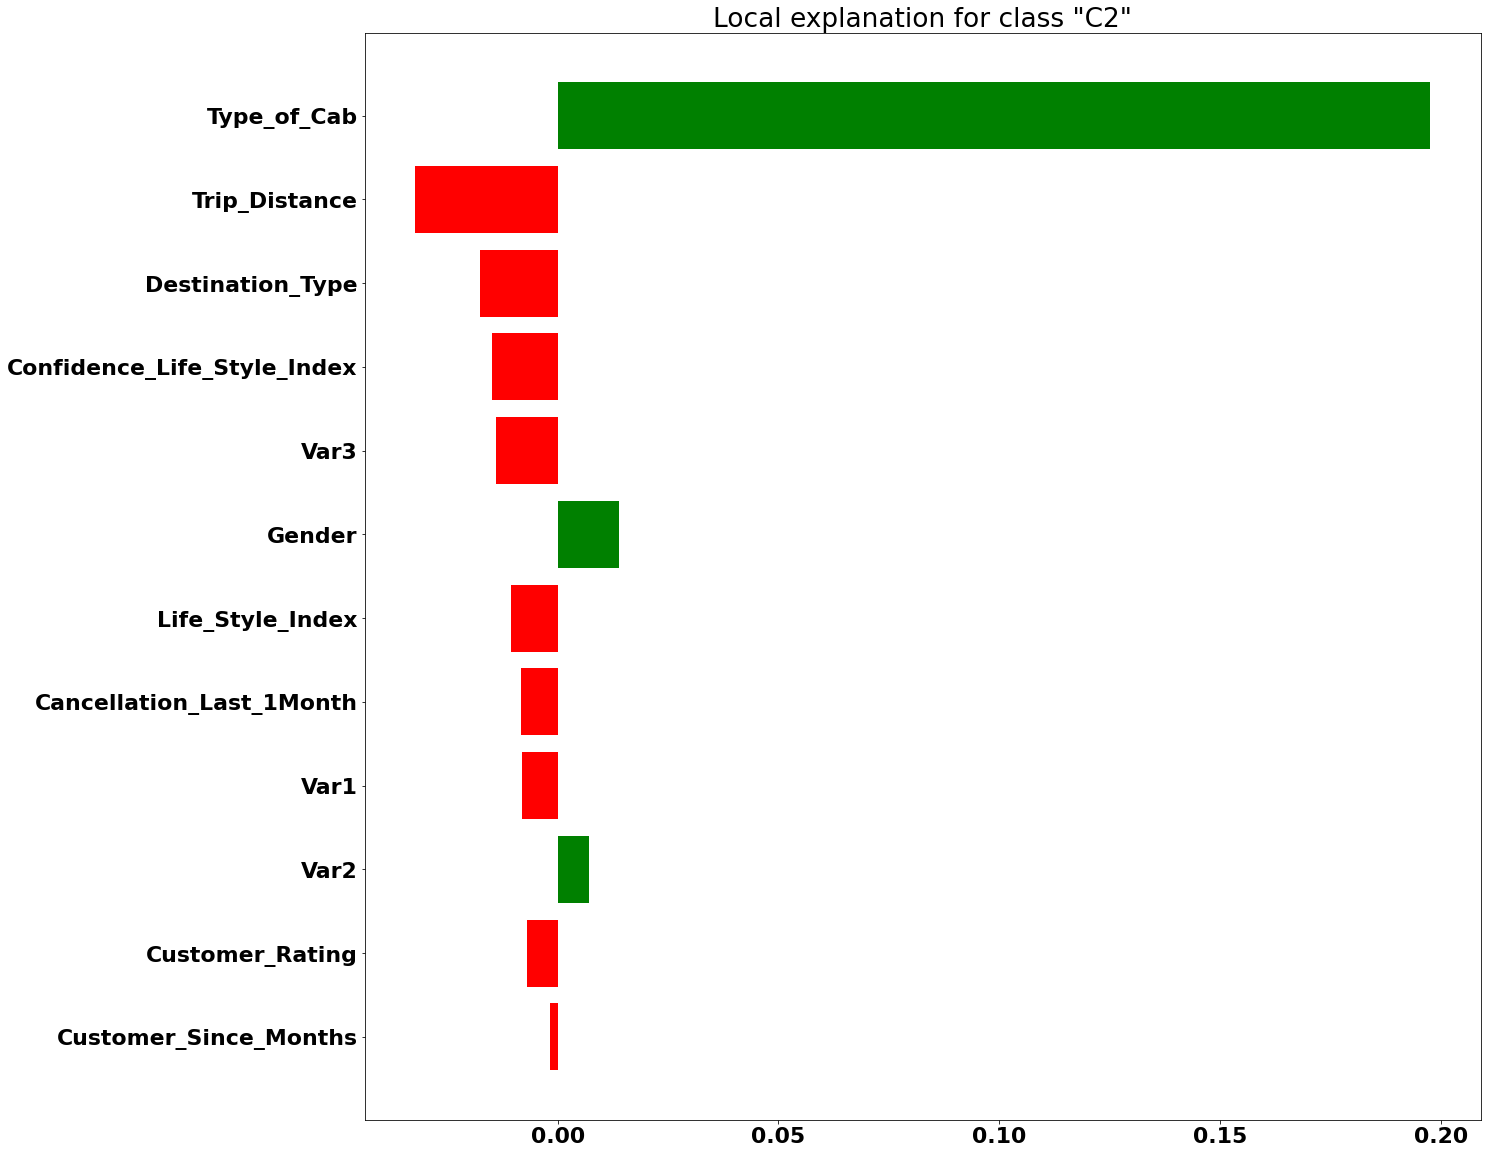 Local explanation for class "C2"
Type_of_Cab
Trip_Distance
Destination_Type
Confidence_Life_Style_Index
Var3
Gender
Life_Style_Index
Cancellation_Last_1Month
Var1
Var2
Customer_Rating
Customer_Since_Months
0.00 0.05 0.10 0.15 0.20